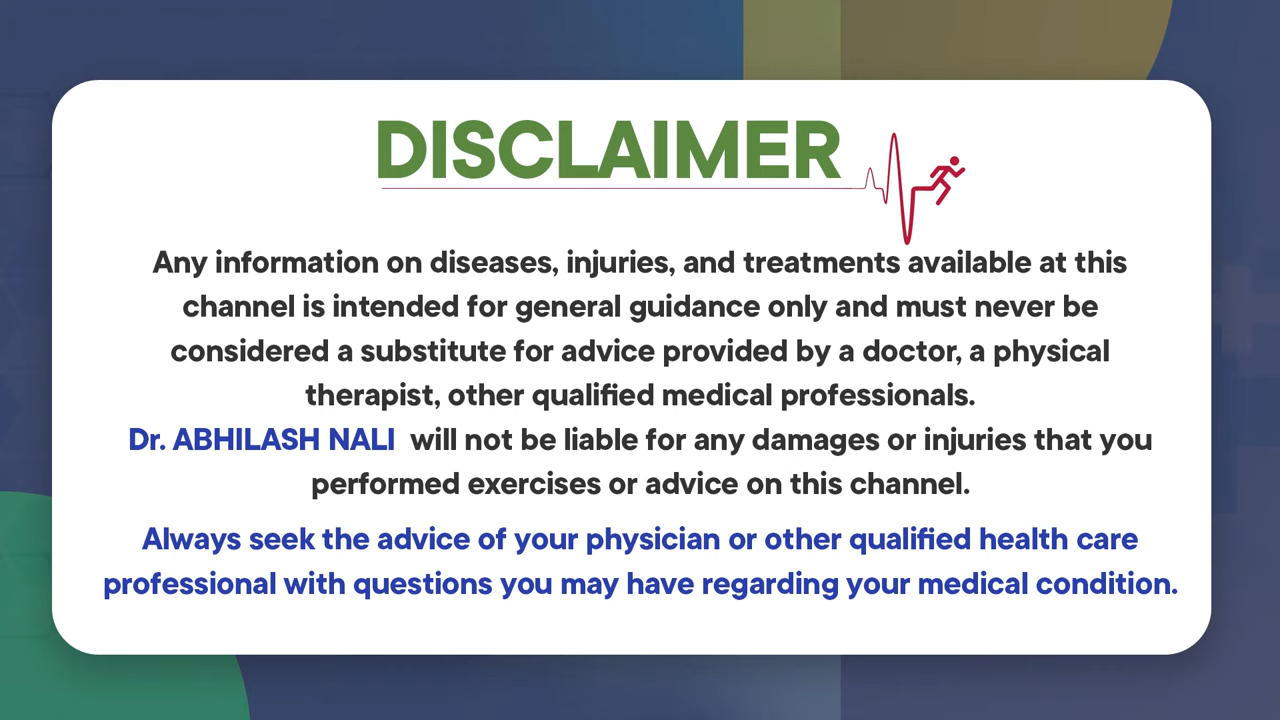 DISCLAIMER
Any information on diseases, injuries, and treatments available at this
channel is intended for general guidance only and must never be
considered a substitute for advice provided by a doctor, a physical
therapist, other qualified medical professionals.
Dr. ABHILASH NALI will not be liable for any damages or injuries that you
performed exercises or advice on this channel.
Always seek the advice of your physician or other qualified health care
professional with questions you may have regarding your medical condition.